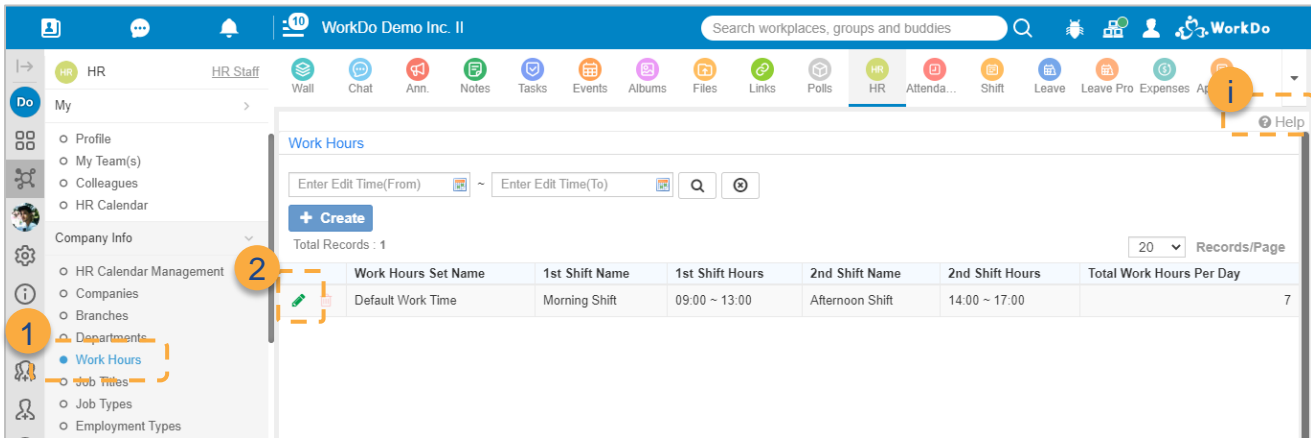 10
WorkDo Demo Inc. II
Search workplaces, groups and buddies
WorkDo
HR HR HR Staff
Wall Chat Ann. Notes Tasks Events Albums Files Links Polls HR HR Attenda... Shift Leave Leave Pro Expenses
i
Do
My
Help
Profile
My Team(s)
Colleagues
HR Calendar
Work Hours
Enter Edit Time(From) ~ Enter Edit Time(To)
+ Create
Company Info
Total Records : 1
20 Records/Page
2
HR Calendar Management
Companies
Branches
Departments
1
Work Hours
Job Titles
Job Types
Employment Types
Work Hours Set Name 1st Shift Name 1st Shift Hours 2nd Shift Name 2nd Shift Hours Total Work Hours Per Day
Default Work Time Morning Shift 09:00 ~ 13:00 Afternoon Shift 14:00 ~ 17:00 7